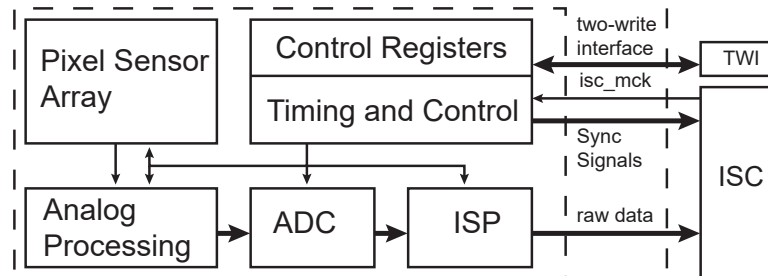 Pixel Sensor
Array
Control Registers
Timing and Control
two-write
interface
TWI
isc_mck
Sync
Signals
ISC
Analog
Processing
ADC
ISP
raw data